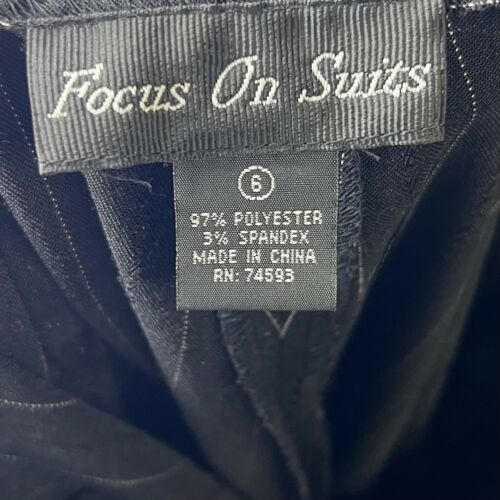 Focus On Suits
6
97% POLYESTER
3% SPANDEX
MADE IN CHINA
RN: 74593